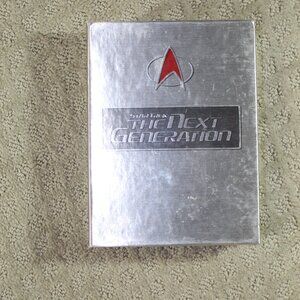 STAR TREK
THE NEXT
GENERATION